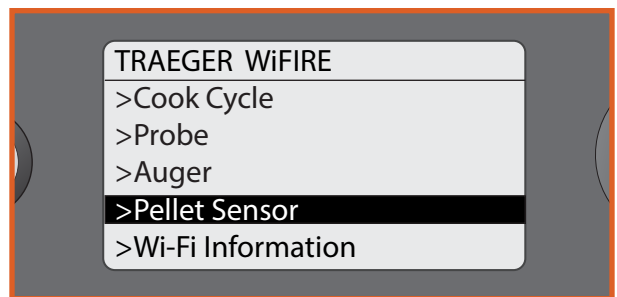 TRAEGER WiFIRE
>Cook Cycle
>Probe
>Auger
>Pellet Sensor
>Wi-Fi Information